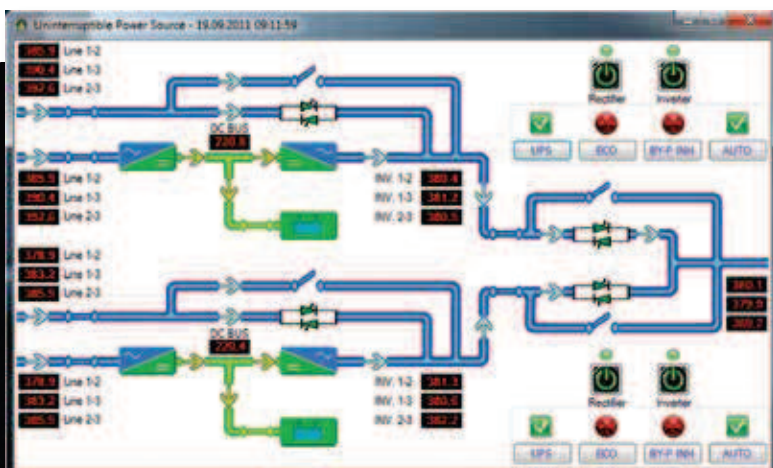 Uninterruptible Power Source - 19.09.2011 09:11:59
385.9 Line 1-2
390.4 Line 1-3
392.6 Line 2-3
Rectifier Inverter
DC BUS
220.8
UPS ECO BY-P INH AUTO
385.9 Line 1-2
390.4 Line 1-3
392.6 Line 2-3
INV. 1-2 380.4
INV. 1-3 381.2
INV. 2-3 380.5
378.9 Line 1-2
383.2 Line 1-3
385.5 Line 2-3
380.1
379.9
DC BUS
220.4
378.9 Line 1-2
383.2 Line 1-3
385.5 Line 2-3
INV. 1-2 381.3
INV. 1-3 380.6
INV. 2-3 382.2
Rectifier Inverter
UPS ECO BY-P INH AUTO